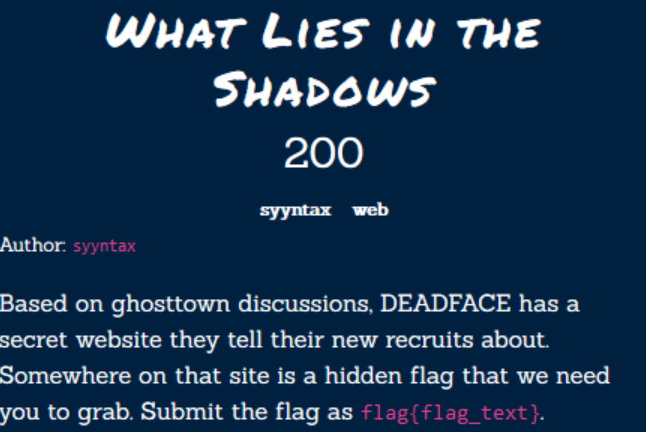 What Lies in the
Shadows
200
syyntax web
Author: syyntax
Based on ghosttown discussions, DEADFACE has a
secret website they tell their new recruits about.
Somewhere on that site is a hidden flag that we need
you to grab. Submit the flag as flag{flag_text}.